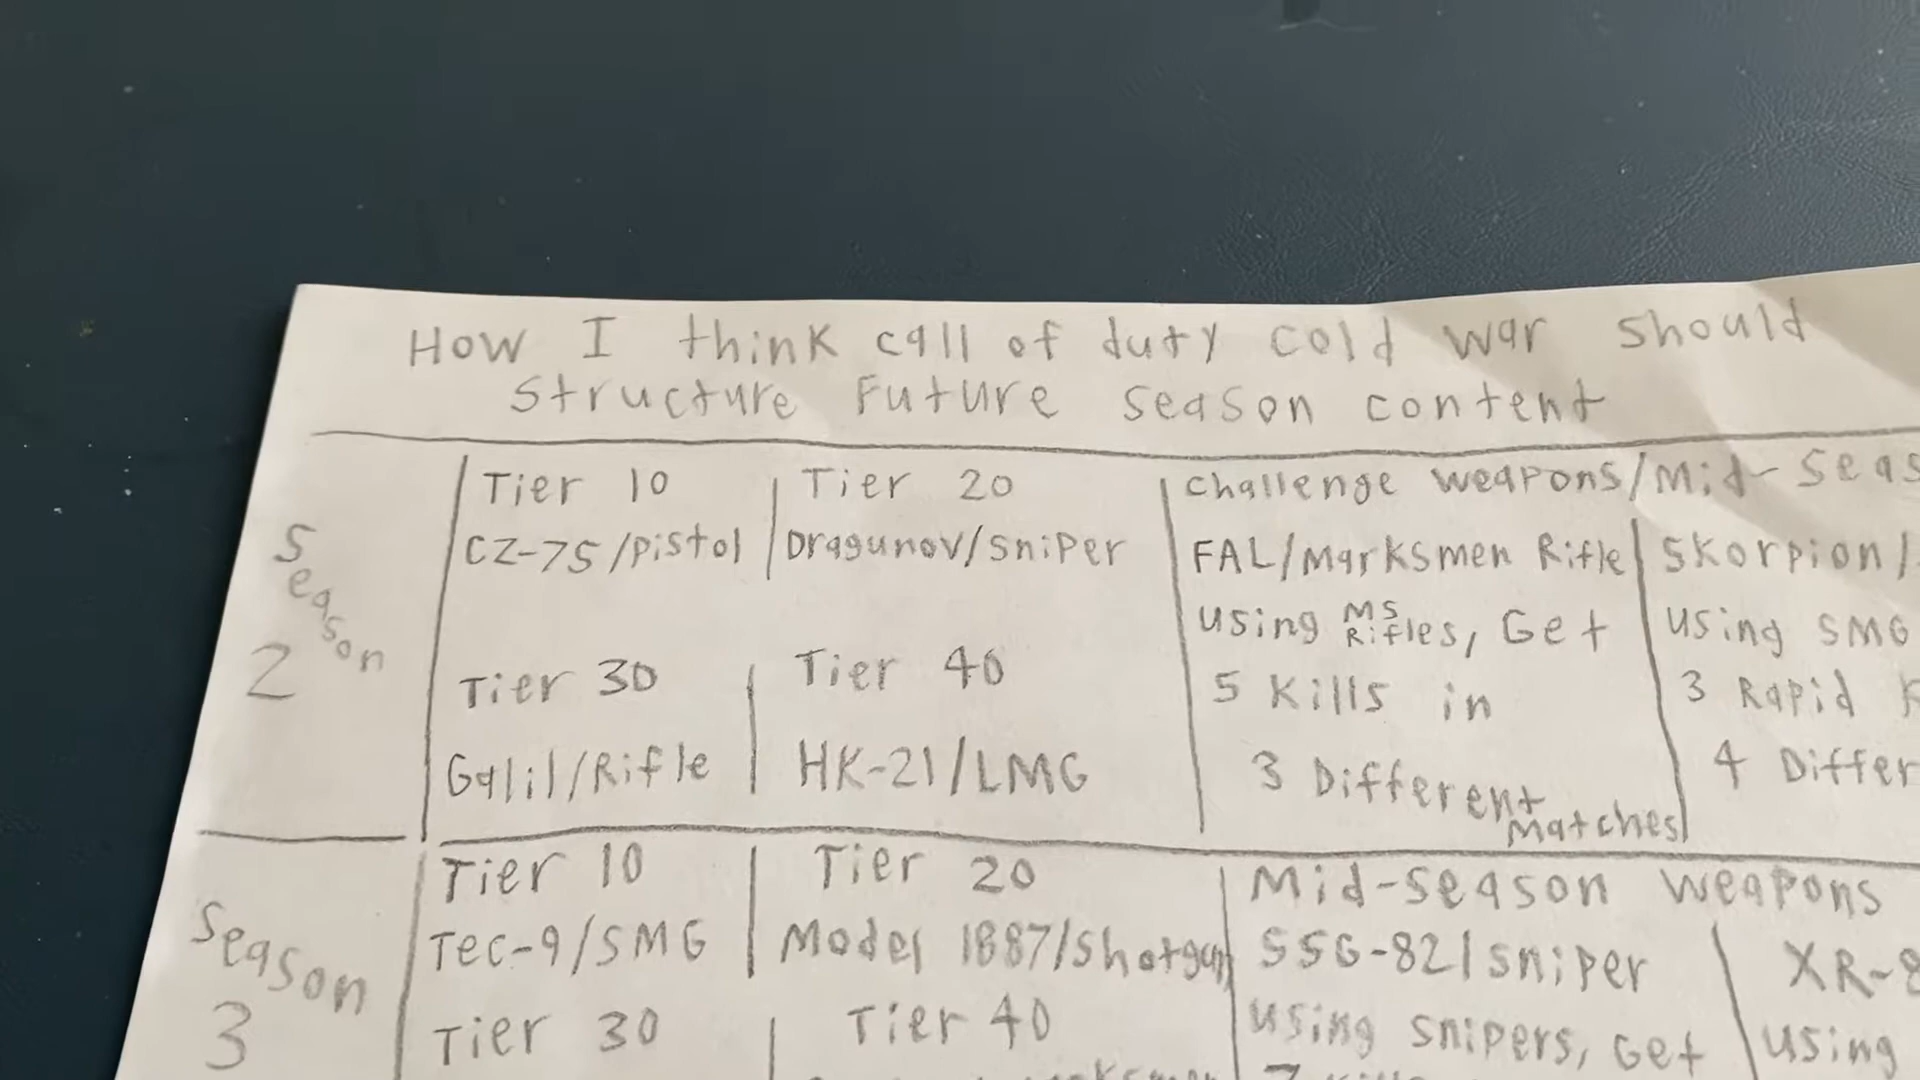 How I think call of duty cold war should
structure Future season content
Season 2
Tier 10
CZ-75/Pistol
Tier 20
Dragunov/Sniper
Tier 30
Galil/Rifle
Tier 40
HK-21/LMG
Challenge weapons/Mid-Seas
FAL/Marksmen Rifle
using MS Rifles, Get
5 Kills in
3 Different
Matches
Skorpion/
using SMG
3 Rapid K
4 Differ
Season 3
Tier 10
Tec-9/SMG
Tier 20
Model 1887/Shotgun
Tier 30
Tier 40
Mid-season weapons
SSG-82/sniper
using snipers, Get
XR-8
using